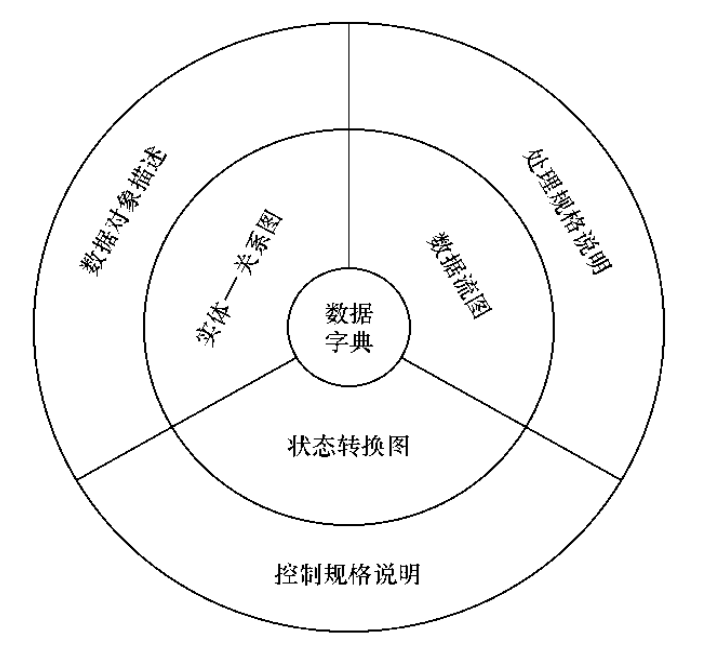 数据对象描述
处理规格说明
实体—关系图
数据流图
数据
字典
状态转换图
控制规格说明